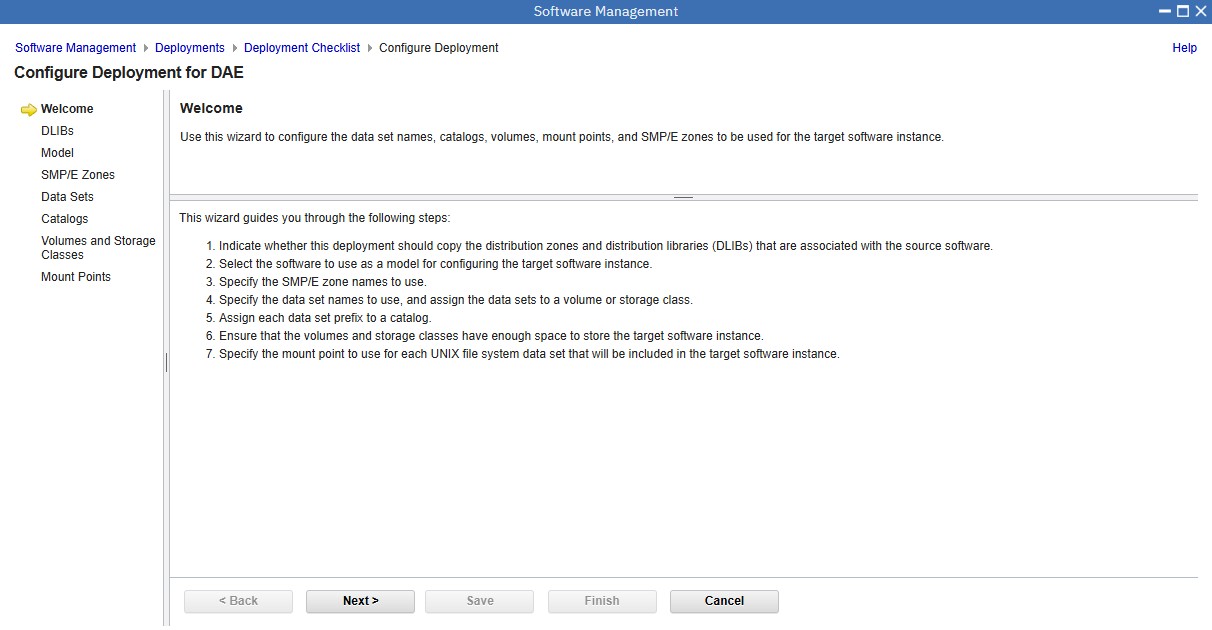 Software Management
Software Management Deployments Deployment Checklist Configure Deployment Help
Configure Deployment for DAE
Welcome
DLIBs
Model
SMP/E Zones
Data Sets
Catalogs
Volumes and Storage
Classes
Mount Points
Welcome
Use this wizard to configure the data set names, catalogs, volumes, mount points, and SMP/E zones to be used for the target software instance.
This wizard guides you through the following steps:
1. Indicate whether this deployment should copy the distribution zones and distribution libraries (DLIBs) that are associated with the source software.
2. Select the software to use as a model for configuring the target software instance.
3. Specify the SMP/E zone names to use.
4. Specify the data set names to use, and assign the data sets to a volume or storage class.
5. Assign each data set prefix to a catalog.
6. Ensure that the volumes and storage classes have enough space to store the target software instance.
7. Specify the mount point to use for each UNIX file system data set that will be included in the target software instance.
< Back Next > Save Finish Cancel